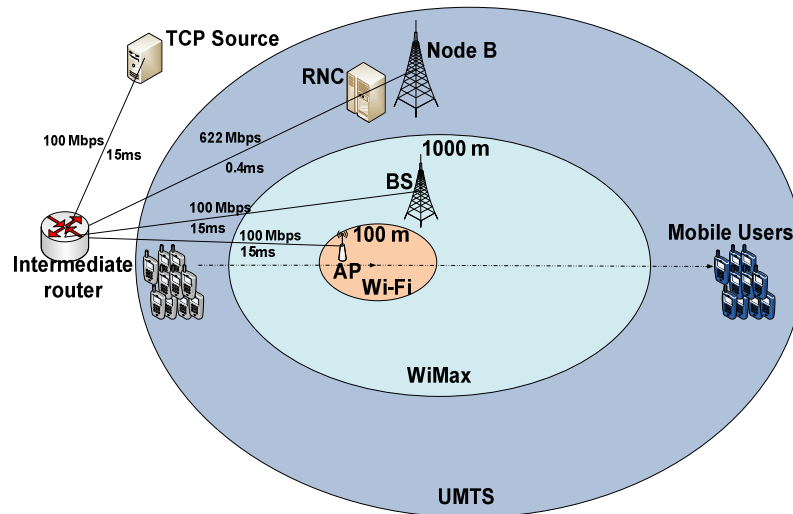 TCP Source
Node B
RNC
100 Mbps
15ms
622 Mbps
0.4ms
1000 m
BS
100 Mbps
15ms
100 Mbps
15ms
100 m
AP
Wi-Fi
Intermediate
router
Mobile Users
WiMax
UMTS